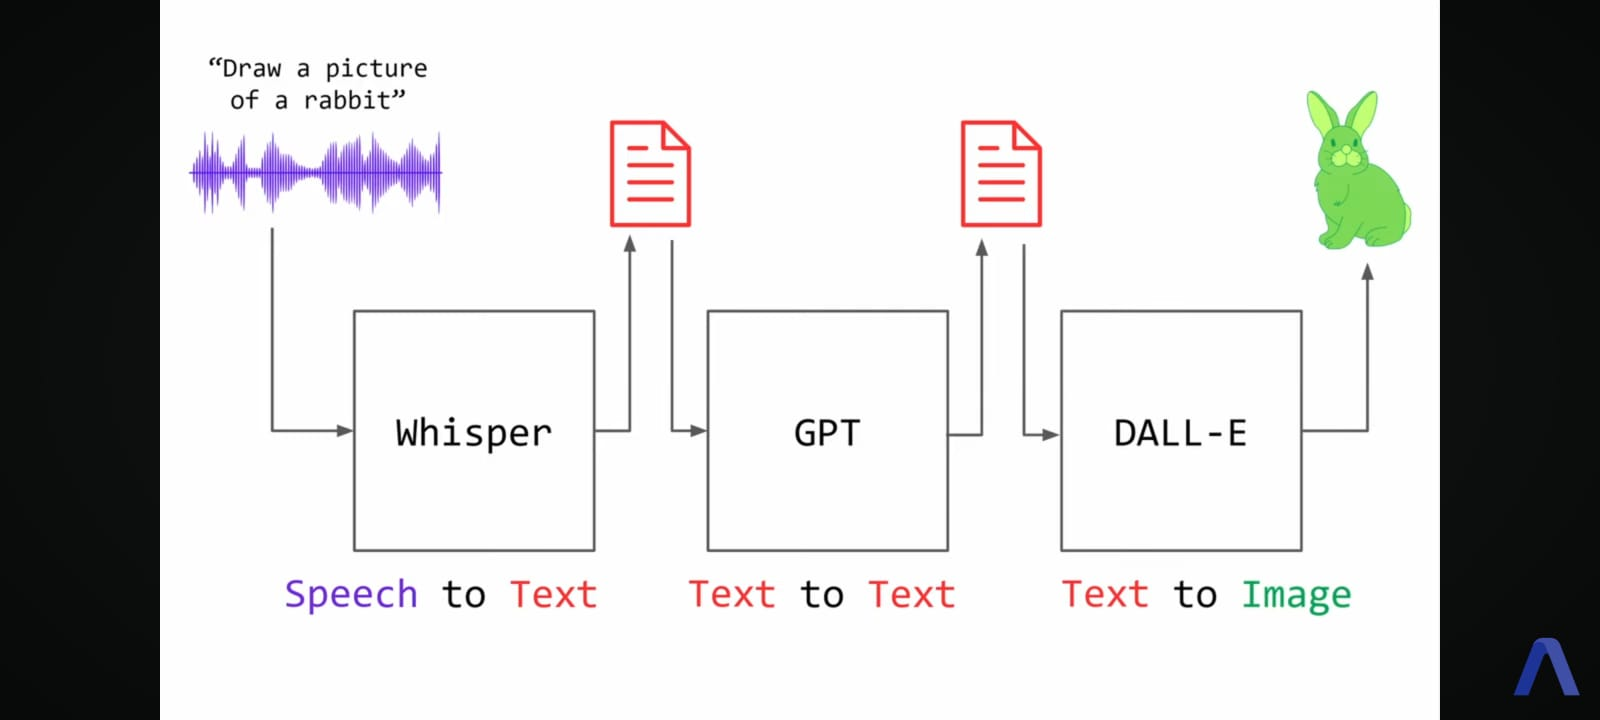 “Draw a picture
of a rabbit”
Whisper
GPT
DALL-E
Speech to Text
Text to Text
Text to Image